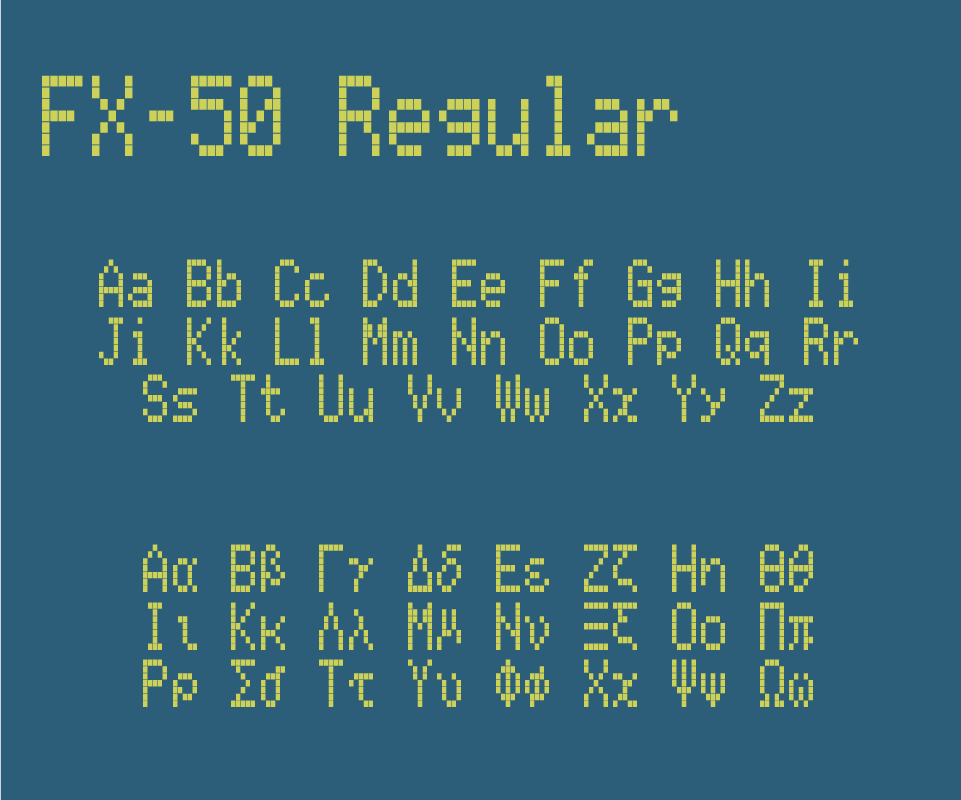 FX-50 Regular
Aa Bb Cc Dd Ee Ff Gg Hh Ii
Ji Kk Ll Mm Nn Oo Pp Qq Rr
Ss Tt Uu Vv Ww Xx Yy Zz
Αα Ββ Γγ Δδ Εε Ζζ Ηη Θθ
Ιι Κκ Λλ Μμ Νν Ξξ Οο Ππ
Ρρ Σσ Ττ Υυ Φφ Χχ Ψψ Ωω